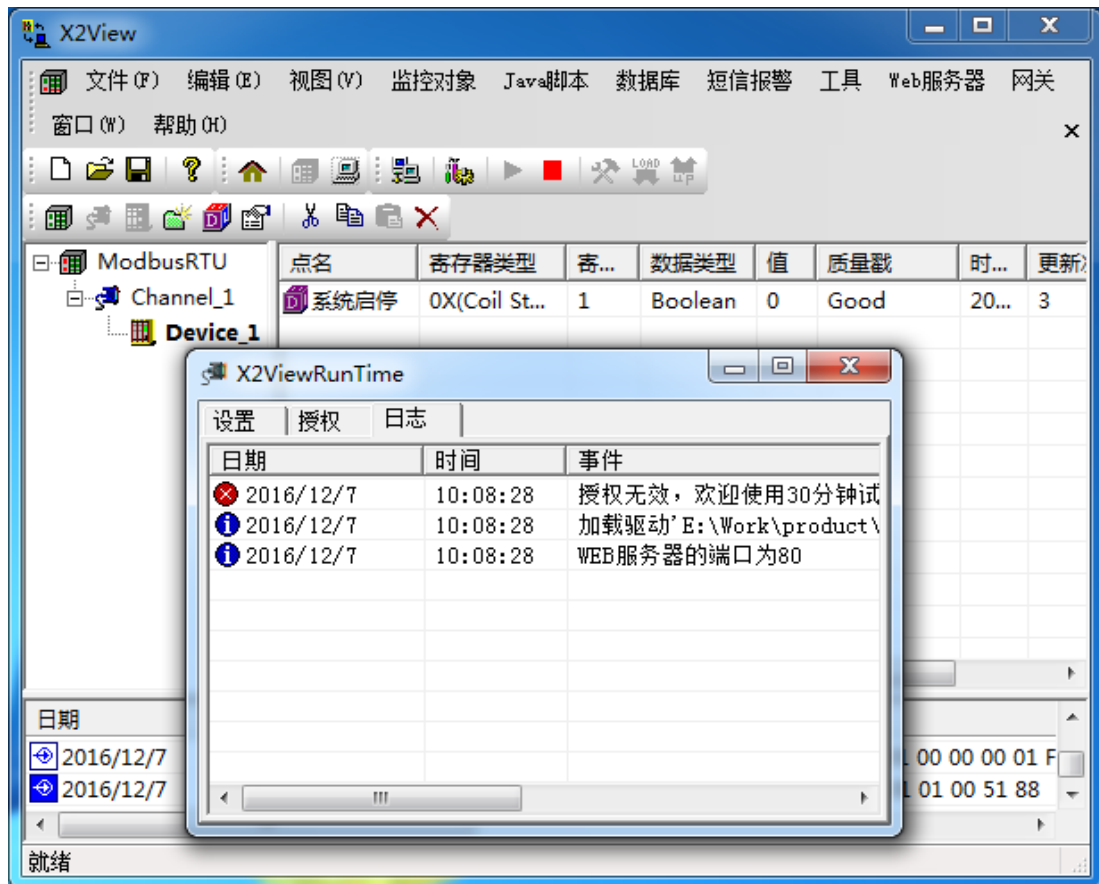 X2View
文件(F) 编辑(E) 视图(V) 监控对象 Java脚本 数据库 短信报警 工具 Web服务器 网关
窗口(W) 帮助(H)
LOAD UP
ModbusRTU
Channel_1
Device_1
点名 寄存器类型 寄... 数据类型 值 质量戳 时... 更新
系统启停 0X(Coil St... 1 Boolean 0 Good 20... 3
X2ViewRunTime
设置 授权 日志
日期 时间 事件
2016/12/7 10:08:28 授权无效，欢迎使用30分钟试
2016/12/7 10:08:28 加载驱动'E:\Work\product\
2016/12/7 10:08:28 WEB服务器的端口为80
日期
2016/12/7 00 00 00 01 F
2016/12/7 01 00 51 88
就绪